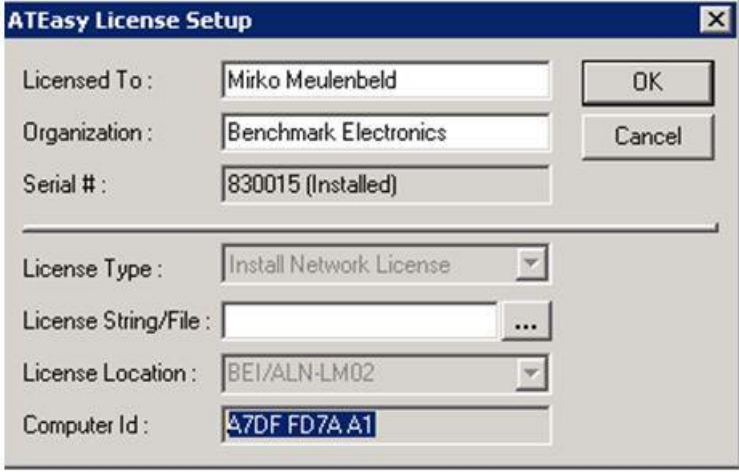 ATEasy License Setup
Licensed To : Mirko Meulenbeld OK
Organization : Benchmark Electronics Cancel
Serial # : 830015 (Installed)
License Type : Install Network License
License String/File : ...
License Location : BEI/ALN-LM02
Computer Id : A7DF FD7A A1